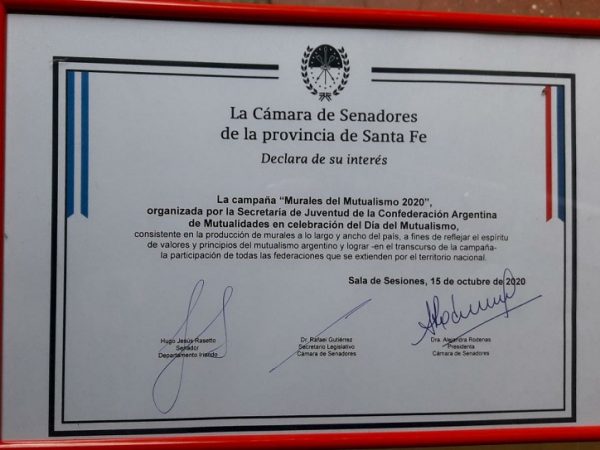 La Cámara de Senadores
de la provincia de Santa Fe
Declara de su interés
La campaña “Murales del Mutualismo 2020”,
organizada por la Secretaria de Juventud de la Confederación Argentina
de Mutualidades en celebración del Día del Mutualismo,
consistente en la producción de murales a lo largo y ancho del país, a fines de reflejar el espíritu
de valores y principios del mutualismo argentino y lograr -en el transcurso de la campaña-
la participación de todas las federaciones que se extienden por el territorio nacional.
Sala de Sesiones, 15 de octubre de 2020
Hugo Jesús Rasetto
Senador
Departamento Iriondo
Dr. Rafael Gutiérrez
Secretario Legislativo
Cámara de Senadores
Dra. Alejandra Rodenas
Presidenta
Cámara de Senadores